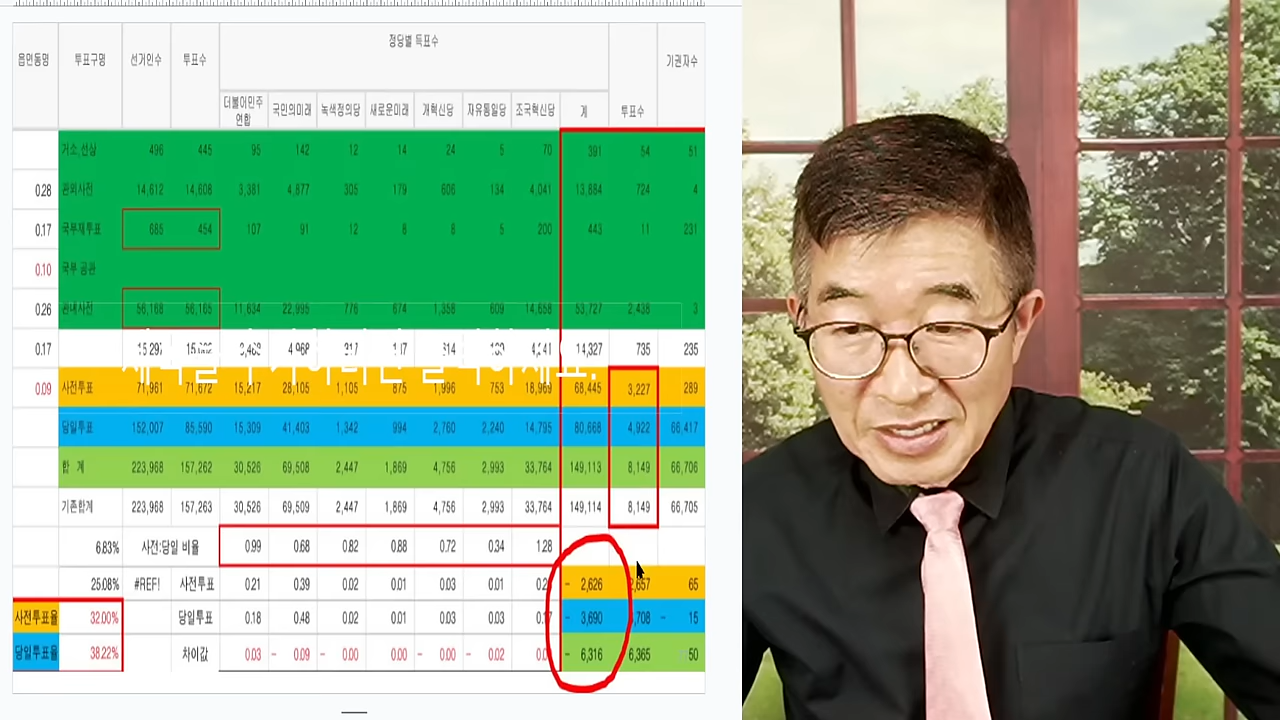 정당별 득표수
읍면동명 투표구명 선거인수 투표수 기권자수
더불어민주연합 국민의미래 녹색정의당 새로운미래 개혁신당 자유통일당 조국혁신당 계 투표수
거소,선상 496 445 95 142 12 14 24 5 70 391 54 51
0.28 관외사전 14,612 14,608 3,381 4,877 305 179 606 134 4,041 13,884 724 4
0.17 국외재투표 685 454 107 91 12 8 8 5 200 443 11 231
0.10 국외 공관
0.26 관내사전 56,168 56,165 11,634 22,995 776 674 1,358 609 14,658 53,727 2,438 3
0.17 14,327 735 235
0.09 사전투표 71,961 71,672 15,217 28,105 1,105 875 1,996 753 18,969 68,445 3,227 289
당일투표 152,007 85,590 15,309 41,403 1,342 994 2,760 2,240 14,795 80,668 4,922 66,417
합 계 223,968 157,262 30,526 69,508 2,447 1,869 4,756 2,993 33,764 149,113 8,149 66,706
기존합계 223,968 157,263 30,526 69,509 2,447 1,869 4,756 2,993 33,764 149,114 8,149 66,705
6.83% 사전:당일 비율 0.99 0.68 0.82 0.88 0.72 0.34 1.28
25.08% #REF! 사전투표 0.21 0.39 0.02 0.01 0.03 0.01 - 2,626 2,657 65
사전투표율 32.00% 당일투표 0.18 0.48 0.02 0.01 0.03 0.03 0.17 - 3,690 - 15
당일투표율 38.22% 차이값 0.03 - 0.09 - 0.00 0.00 - 0.00 - 0.02 - 6,316 6,365 50